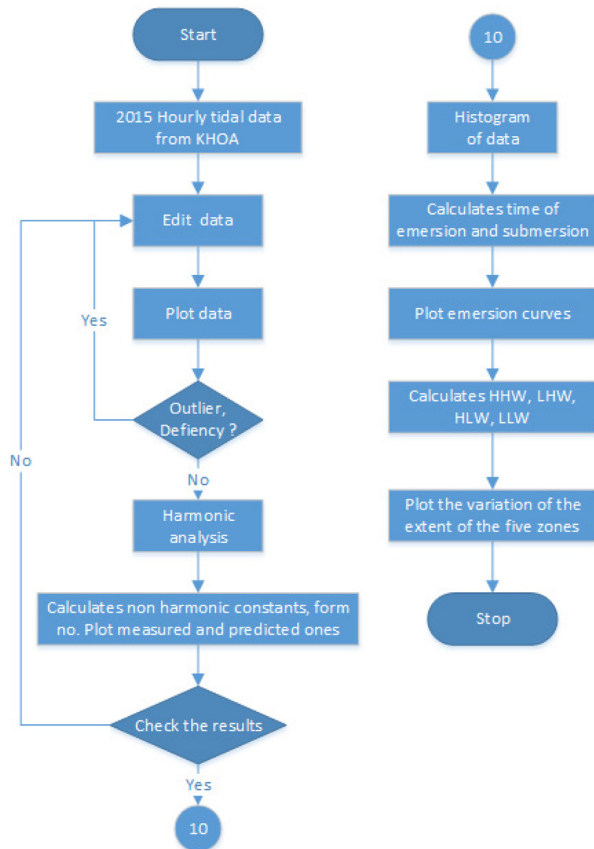 Start
2015 Hourly tidal data
from KHOA
Edit data
Plot data
Yes
Outlier,
Defiency ?
No
No
Harmonic
analysis
Calculates non harmonic constants, form
no. Plot measured and predicted ones
Check the results
Yes
10
10
Histogram
of data
Calculates time of
emersion and submersion
Plot emersion curves
Calculates HHW, LHW,
HLW, LLW
Plot the variation of the
extent of the five zones
Stop